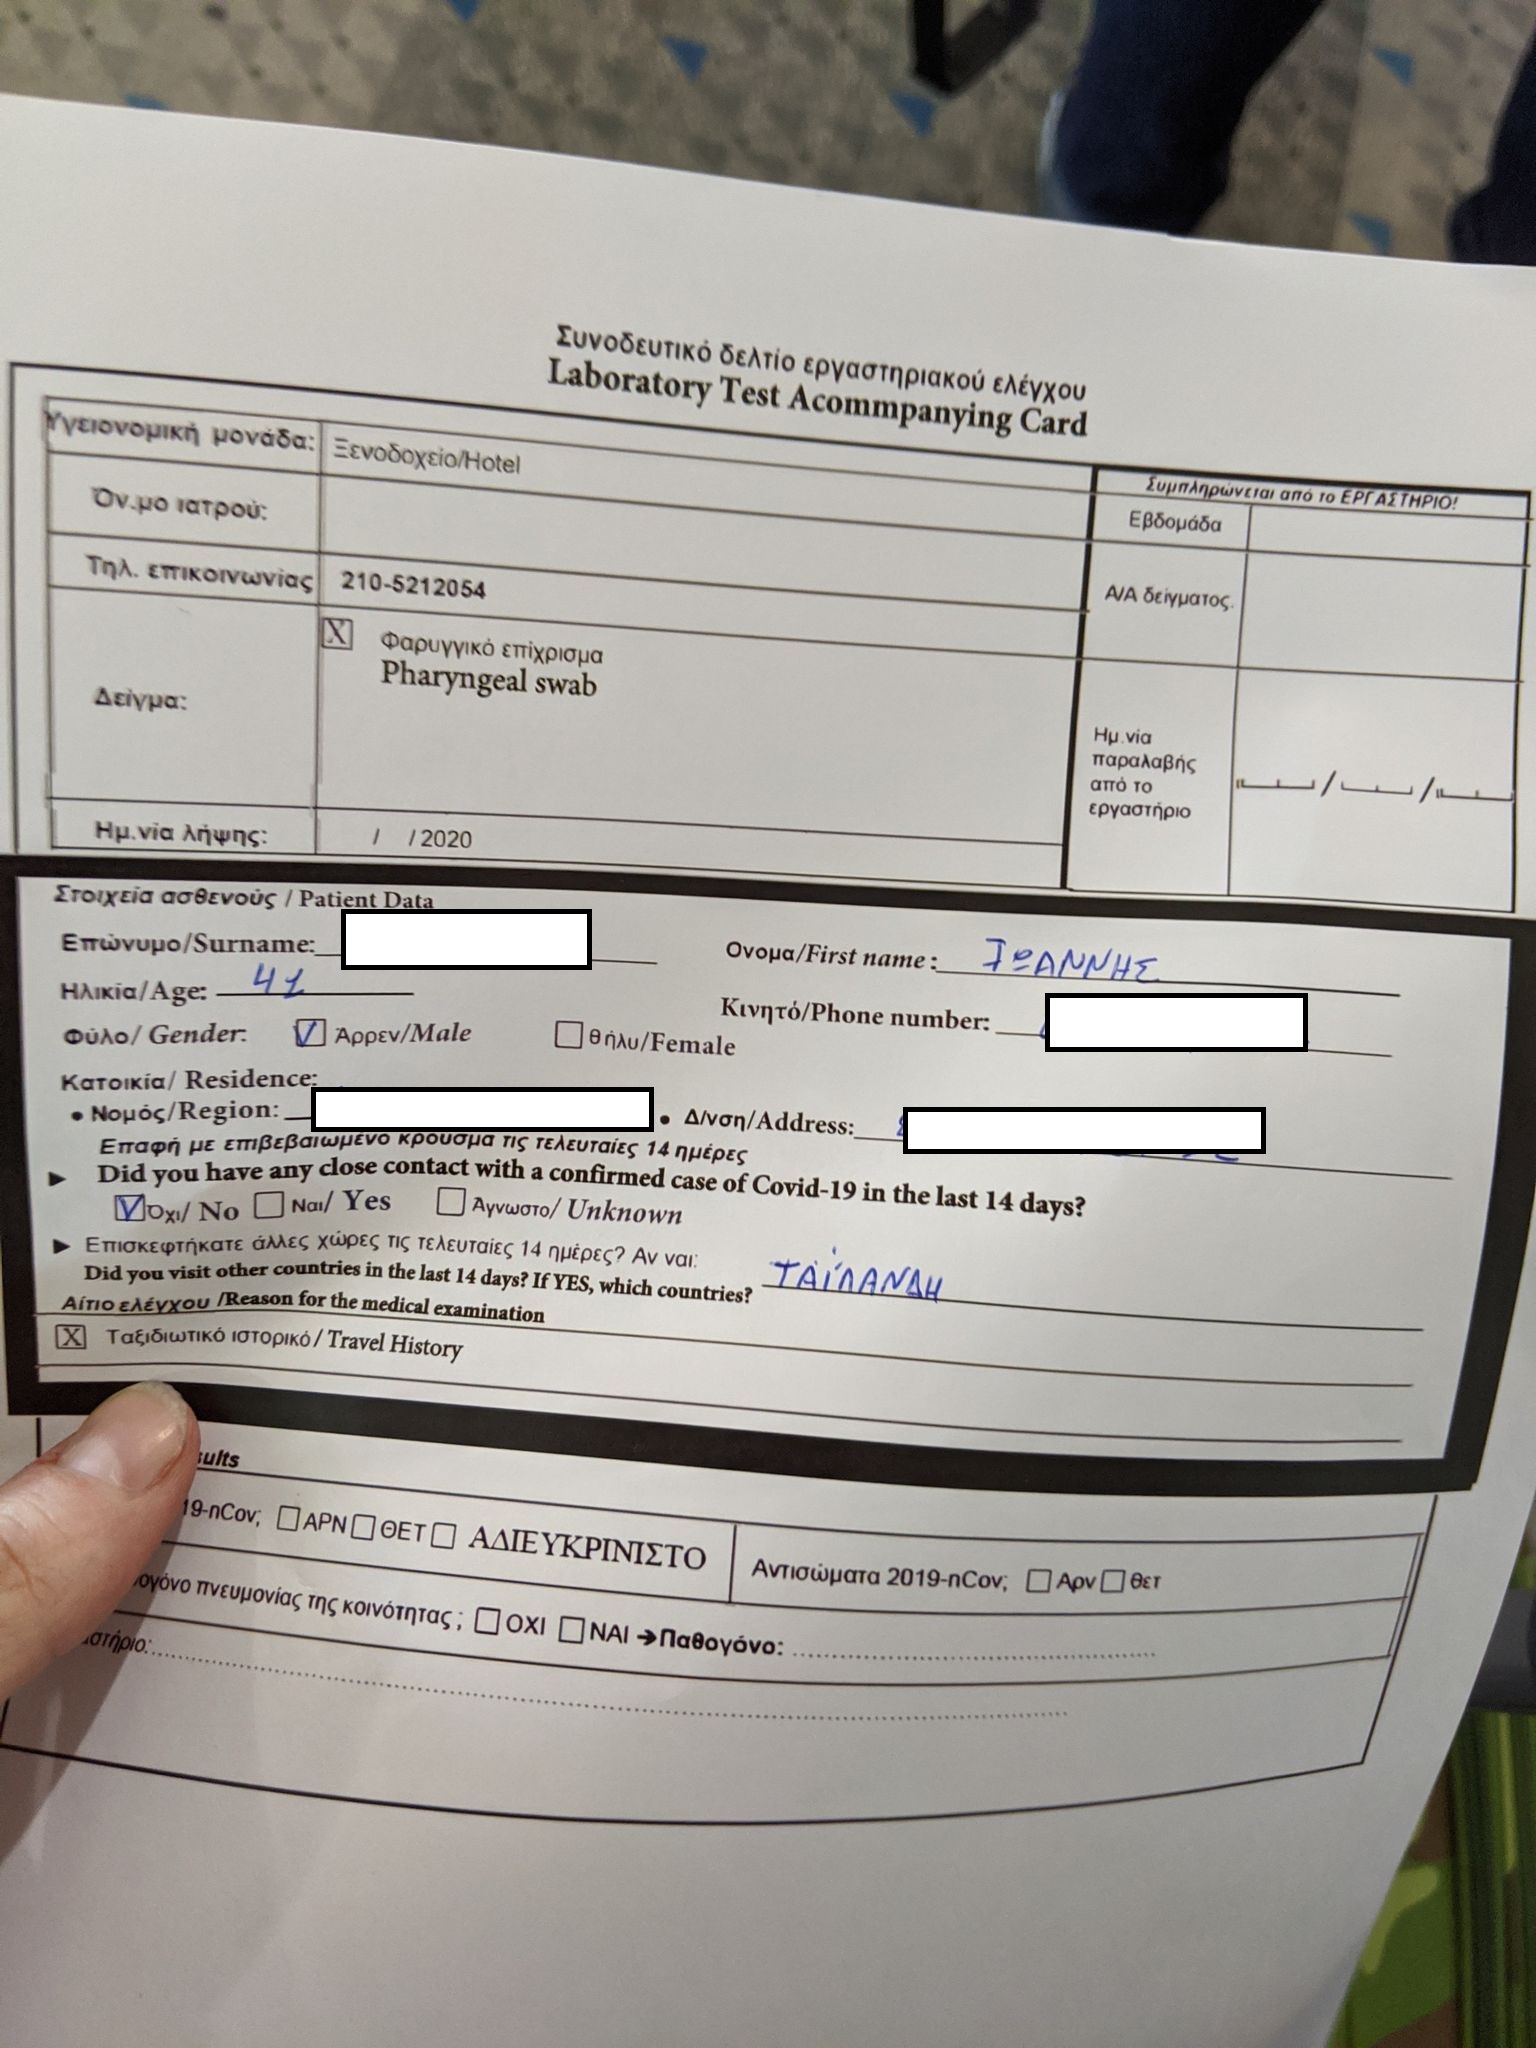 Συνοδευτικό δελτίο εργαστηριακού ελέγχου
Laboratory Test Acommpanying Card
Υγειονομική μονάδα: Ξενοδοχείο/Hotel
Όν.μο ιατρού:
Τηλ. επικοινωνίας 210-5212054
Δείγμα: X Φαρυγγικό επίχρισμα
Pharyngeal swab
Ημ.νία λήψης: / / 2020
Συμπληρώνεται από το ΕΡΓΑΣΤΗΡΙΟ!
Εβδομάδα
Α/Α δείγματος.
Ημ.νία
παραλαβής
από το
εργαστήριο
/ /
Στοιχεία ασθενούς / Patient Data
Επώνυμο/Surname: Ονομα/First name : ΙΩΑΝΝΗΣ
Ηλικία/Age: 41 Κινητό/Phone number:
Φύλο/ Gender: Άρρεν/Male θήλυ/Female
Κατοικία/ Residence:
• Νομός/Region: • Δ/νση/Address:
Επαφή με επιβεβαιωμένο κρούσμα τις τελευταίες 14 ημέρες
Did you have any close contact with a confirmed case of Covid-19 in the last 14 days?
Όχι/ No Ναι/ Yes Άγνωστο/ Unknown
Επισκεφτήκατε άλλες χώρες τις τελευταίες 14 ημέρες? Αν ναι:
Did you visit other countries in the last 14 days? If YES, which countries? ΤΑΪΛΑΝΔΗ
Αίτιο ελέγχου /Reason for the medical examination
X Ταξιδιωτικό ιστορικό / Travel History
sults
19-nCov; ΑΡΝ ΘΕΤ ΑΔΙΕΥΚΡΙΝΙΣΤΟ Αντισώματα 2019-nCov; Αρν θετ
πνευμονίας της κοινότητας ; ΟΧΙ ΝΑΙ →Παθογόνο: